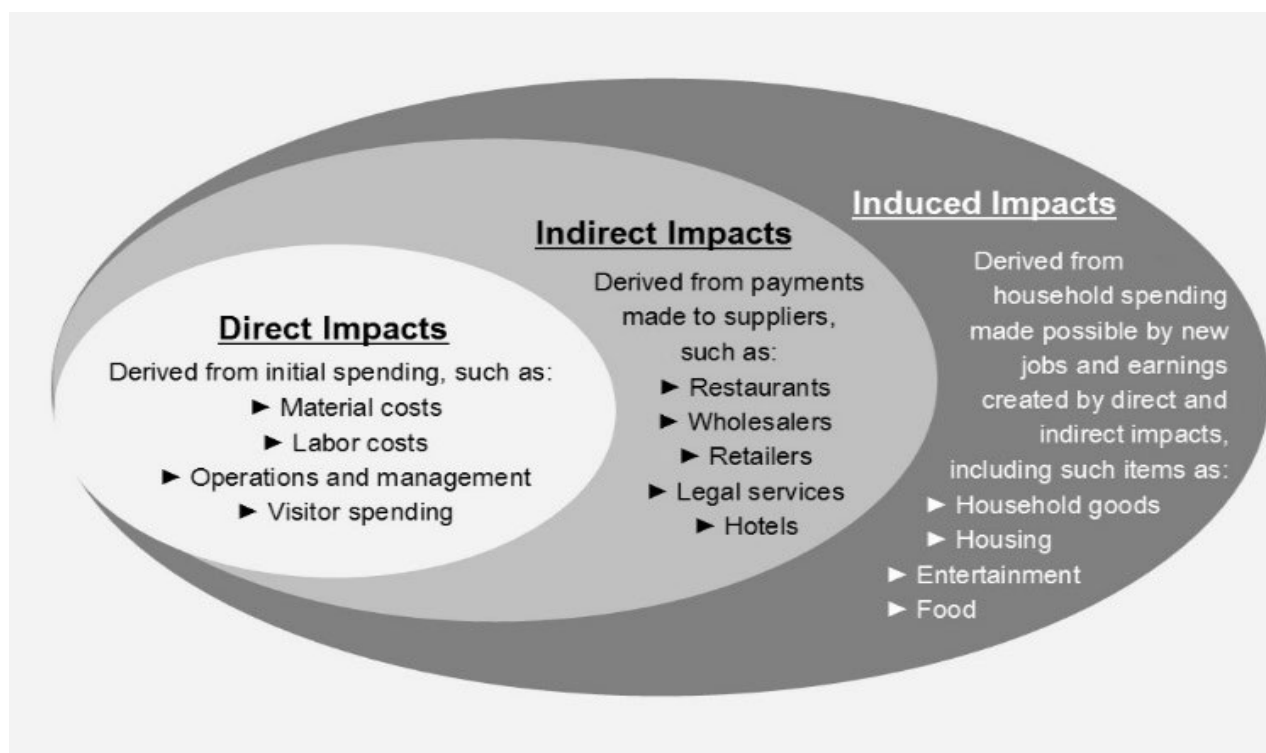 Direct Impacts
Derived from initial spending, such as:
► Material costs
► Labor costs
► Operations and management
► Visitor spending
Indirect Impacts
Derived from payments
made to suppliers,
such as:
► Restaurants
► Wholesalers
► Retailers
► Legal services
► Hotels
Induced Impacts
Derived from
household spending
made possible by new
jobs and earnings
created by direct and
indirect impacts,
including such items as:
► Household goods
► Housing
► Entertainment
► Food